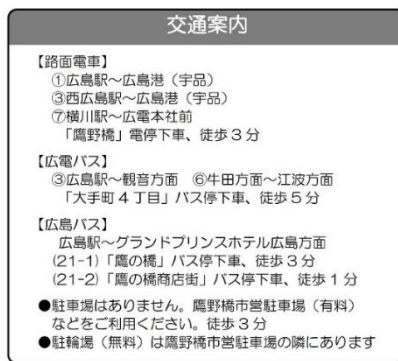 交通案内
【路面電車】
①広島駅～広島港（宇品）
③西広島駅～広島港（宇品）
⑦横川駅～広電本社前
「鷹野橋」電停下車、徒歩３分
【広電バス】
③広島駅～観音方面　⑥牛田方面～江波方面
「大手町４丁目」バス停下車、徒歩５分
【広島バス】
広島駅～グランドプリンスホテル広島方面
(21-1)「鷹の橋」バス停下車、徒歩３分
(21-2)「鷹の橋商店街」バス停下車、徒歩１分
●駐車場はありません。鷹野橋市営駐車場（有料）
などをご利用ください。徒歩３分
●駐輪場（無料）は鷹野橋市営駐車場の隣にあります